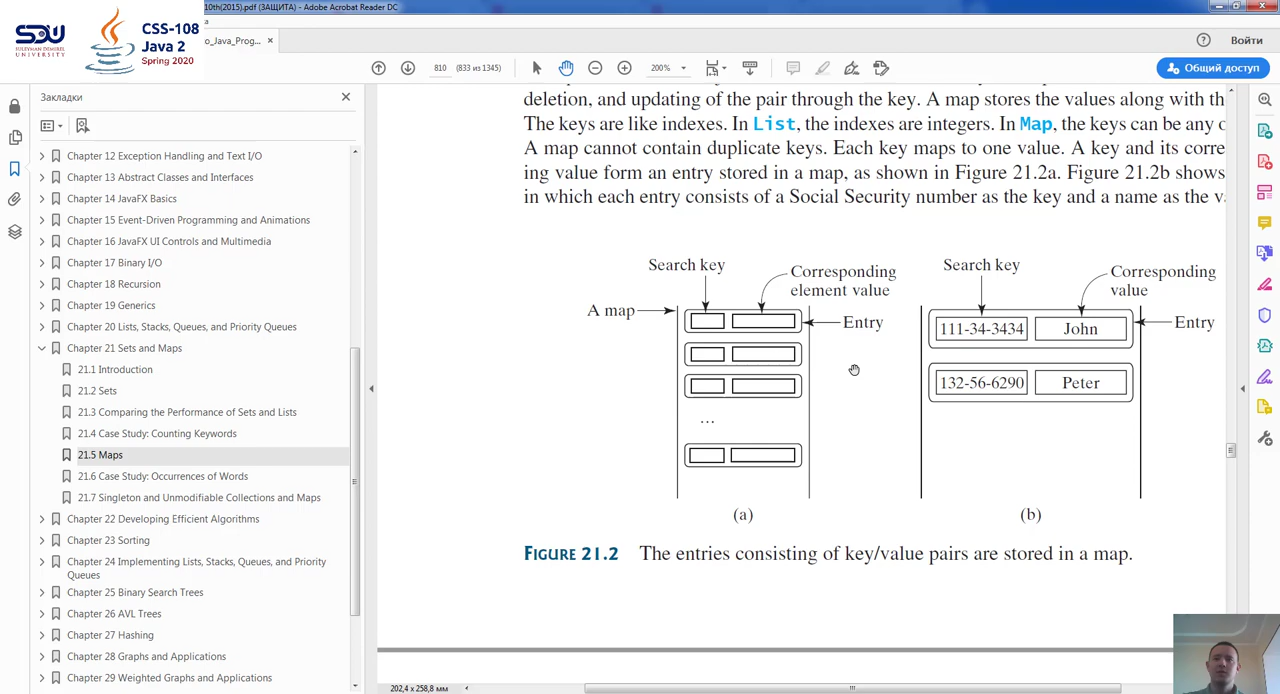 10th(2015).pdf (ЗАЩИТА) - Adobe Acrobat Reader DC
SDU
SULEYMAN DEMIREL
UNIVERSITY
Java
CSS-108
Java 2
Spring 2020
o_Java_Prog...
Войти
810
(833 из 1345)
200%
Общий доступ
Закладки
Chapter 12 Exception Handling and Text I/O
Chapter 13 Abstract Classes and Interfaces
Chapter 14 JavaFX Basics
Chapter 15 Event-Driven Programming and Animations
Chapter 16 JavaFX UI Controls and Multimedia
Chapter 17 Binary I/O
Chapter 18 Recursion
Chapter 19 Generics
Chapter 20 Lists, Stacks, Queues, and Priority Queues
Chapter 21 Sets and Maps
21.1 Introduction
21.2 Sets
21.3 Comparing the Performance of Sets and Lists
21.4 Case Study: Counting Keywords
21.5 Maps
21.6 Case Study: Occurrences of Words
21.7 Singleton and Unmodifiable Collections and Maps
Chapter 22 Developing Efficient Algorithms
Chapter 23 Sorting
Chapter 24 Implementing Lists, Stacks, Queues, and Priority
Queues
Chapter 25 Binary Search Trees
Chapter 26 AVL Trees
Chapter 27 Hashing
Chapter 28 Graphs and Applications
Chapter 29 Weighted Graphs and Applications
deletion, and updating of the pair through the key. A map stores the values along with th
The keys are like indexes. In List, the indexes are integers. In Map, the keys can be any o
A map cannot contain duplicate keys. Each key maps to one value. A key and its corre
ing value form an entry stored in a map, as shown in Figure 21.2a. Figure 21.2b shows
in which each entry consists of a Social Security number as the key and a name as the v
Search key
Corresponding
element value
A map
Entry
...
(a)
Search key
Corresponding
value
111-34-3434
John
Entry
132-56-6290
Peter
(b)
FIGURE 21.2 The entries consisting of key/value pairs are stored in a map.
202,4 x 258,8 мм